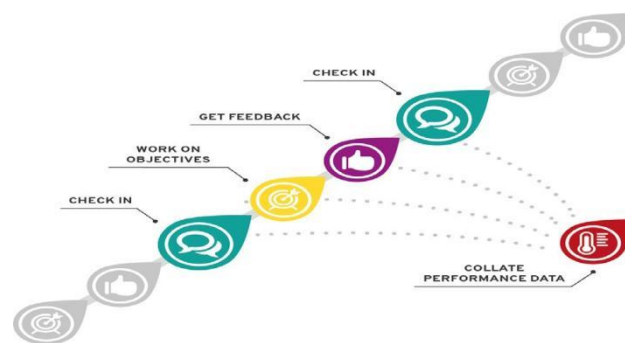 CHECK IN
GET FEEDBACK
WORK ON
OBJECTIVES
CHECK IN
COLLATE
PERFORMANCE DATA